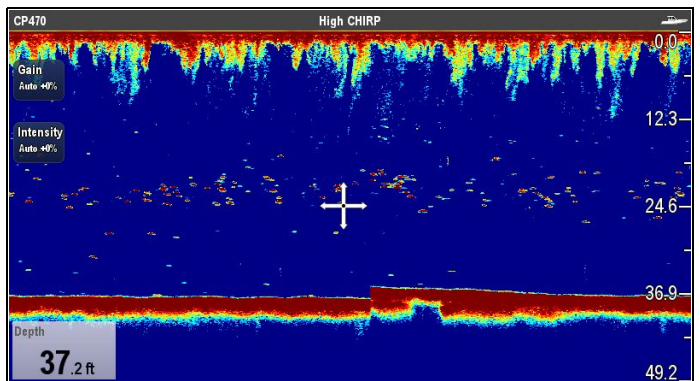 CP470
High CHIRP
0.0
Gain
Auto +0%
12.3
Intensity
Auto +0%
24.6
36.9
Depth
37.2 ft
49.2